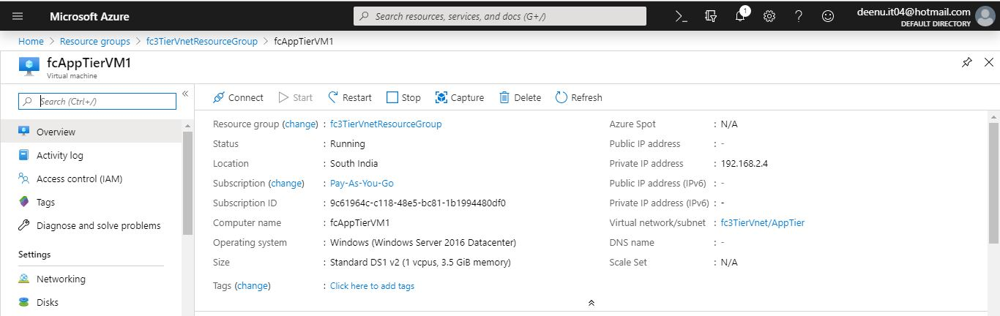 Microsoft Azure
Search resources, services, and docs (G+/)
1
deenu.it04@hotmail.com
DEFAULT DIRECTORY
Home > Resource groups > fc3TierVnetResourceGroup > fcAppTierVM1
fcAppTierVM1
Virtual machine
Search (Ctrl+/)
«
Overview
Activity log
Access control (IAM)
Tags
Diagnose and solve problems
Settings
Networking
Disks
Connect Start Restart Stop Capture Delete Refresh
Resource group (change) : fc3TierVnetResourceGroup
Status : Running
Location : South India
Subscription (change) : Pay-As-You-Go
Subscription ID : 9c61964c-c118-48e5-bc81-1b1994480df0
Computer name : fcAppTierVM1
Operating system : Windows (Windows Server 2016 Datacenter)
Size : Standard DS1 v2 (1 vcpus, 3.5 GiB memory)
Tags (change) : Click here to add tags
Azure Spot : N/A
Public IP address : -
Private IP address : 192.168.2.4
Public IP address (IPv6) : -
Private IP address (IPv6) : -
Virtual network/subnet : fc3TierVnet/AppTier
DNS name : -
Scale Set : N/A